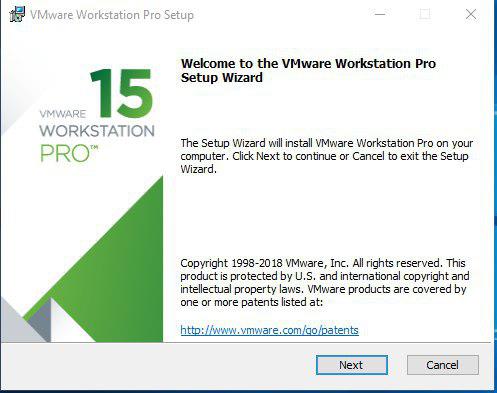 VMware Workstation Pro Setup
Welcome to the VMware Workstation Pro
Setup Wizard
15
VMWARE
WORKSTATION
PRO™
The Setup Wizard will install VMware Workstation Pro on your
computer. Click Next to continue or Cancel to exit the Setup
Wizard.
Copyright 1998-2018 VMware, Inc. All rights reserved. This
product is protected by U.S. and international copyright and
intellectual property laws. VMware products are covered by
one or more patents listed at:
http://www.vmware.com/go/patents
Next
Cancel